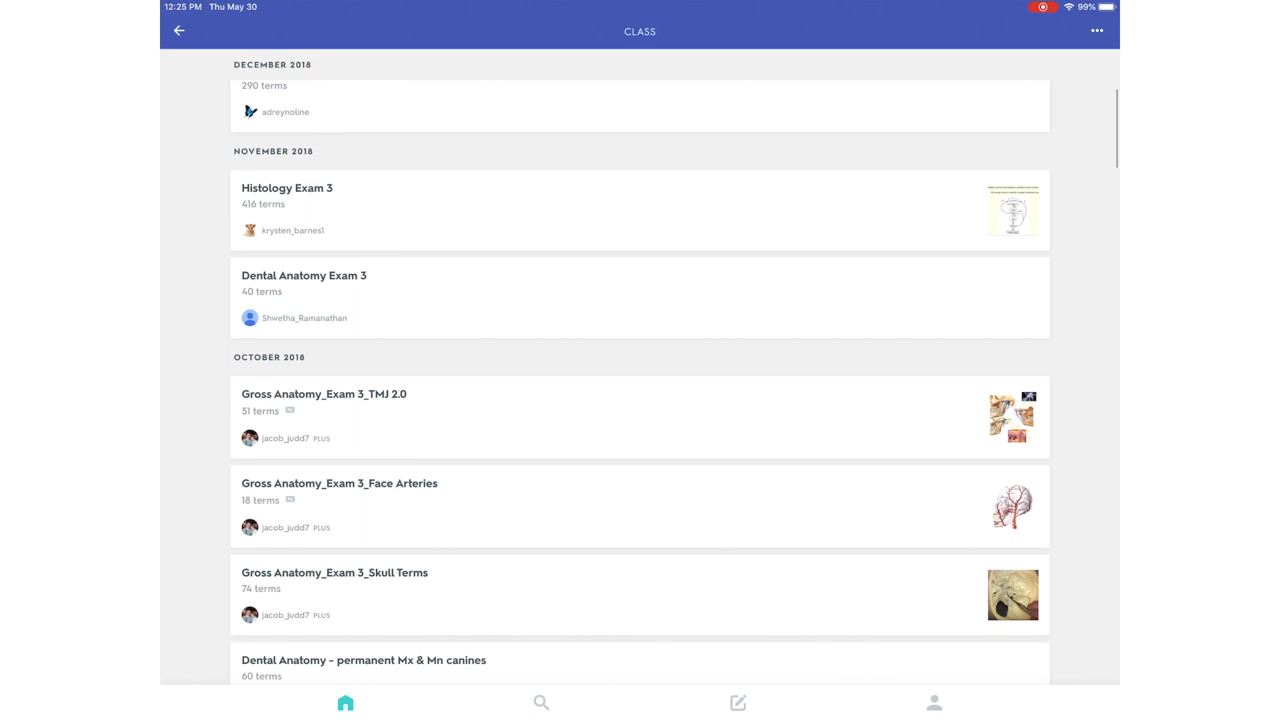 12:25 PM Thu May 30
99%
CLASS
DECEMBER 2018
290 terms
adreynoline
NOVEMBER 2018
Histology Exam 3
416 terms
krysten_barnes1
Dental Anatomy Exam 3
40 terms
Shwetha_Ramanathan
OCTOBER 2018
Gross Anatomy_Exam 3_TMJ 2.0
51 terms
jacob_judd7 PLUS
Gross Anatomy_Exam 3_Face Arteries
18 terms
jacob_judd7 PLUS
Gross Anatomy_Exam 3_Skull Terms
74 terms
jacob_judd7 PLUS
Dental Anatomy - permanent Mx & Mn canines
60 terms